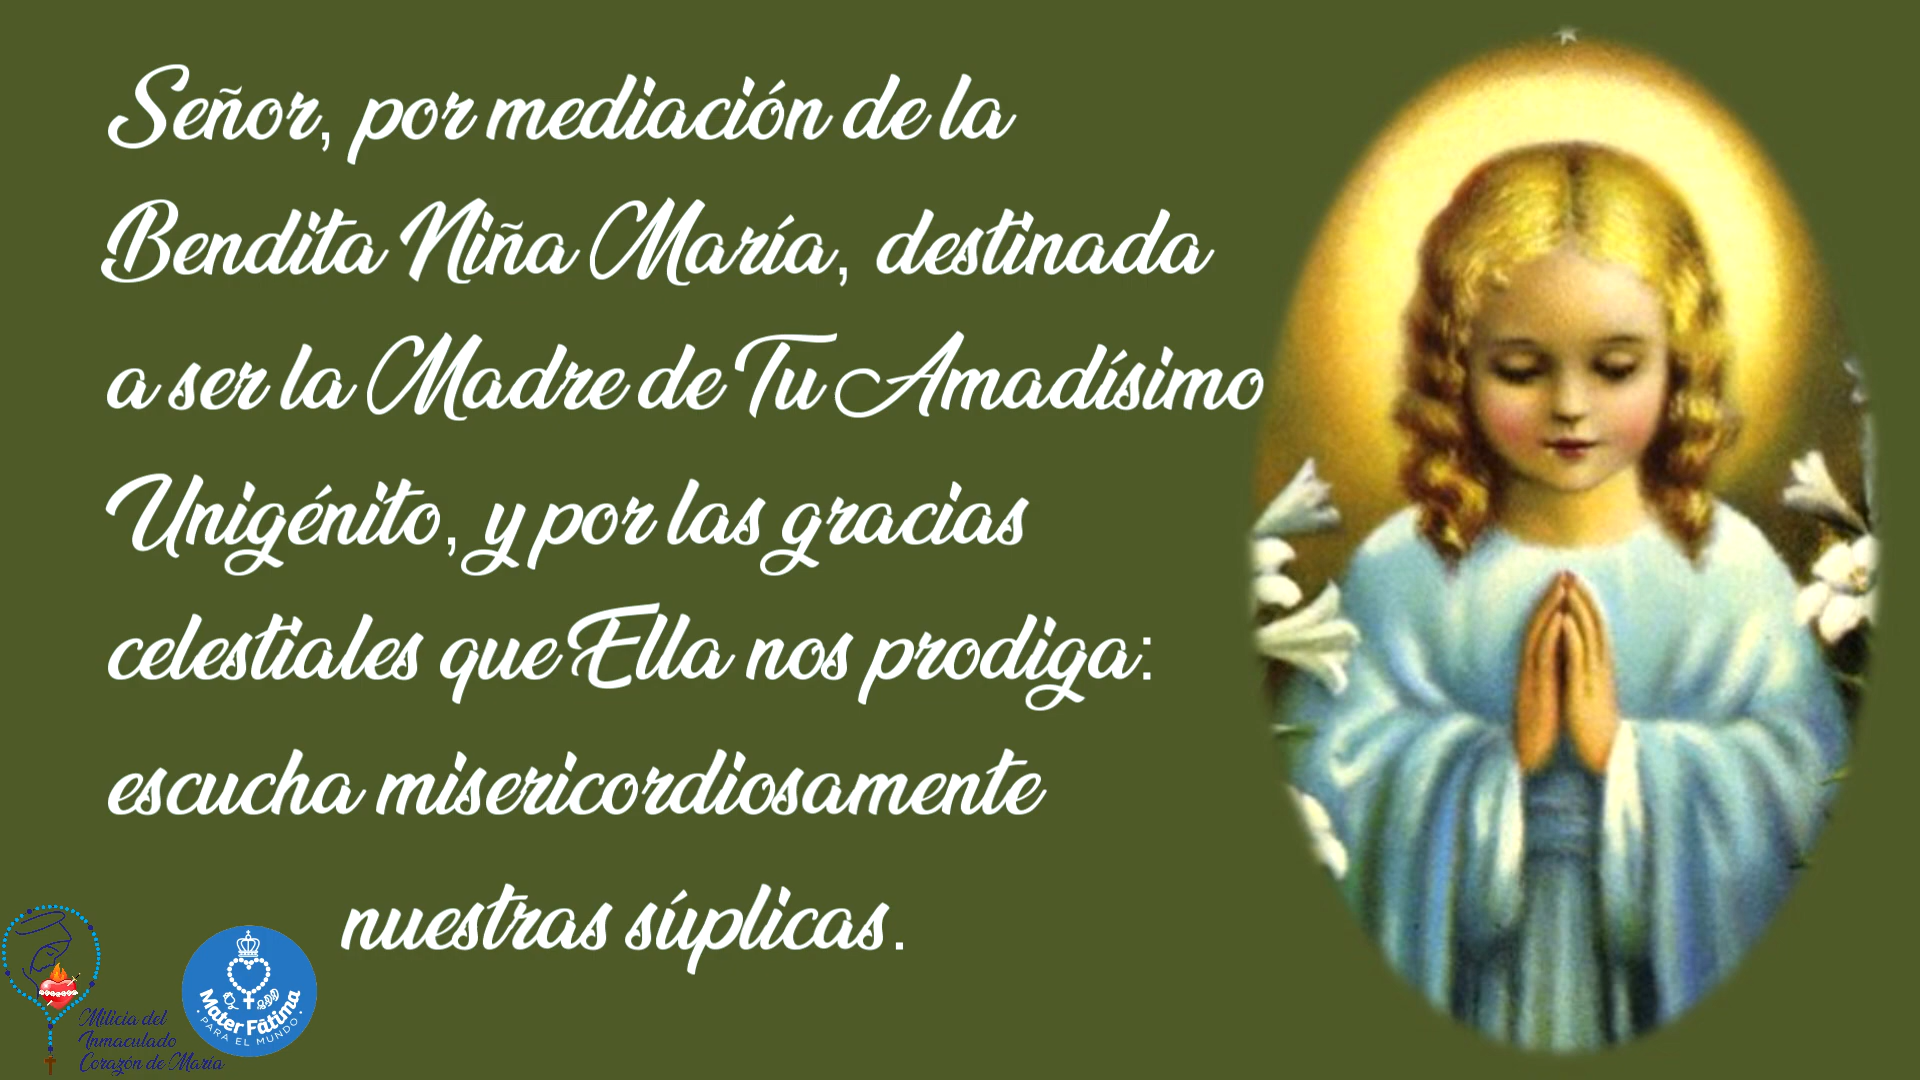 Señor, por mediación de la
Bendita Niña María, destinada
a ser la Madre de Tu Amadísimo
Unigénito, y por las gracias
celestiales que Ella nos prodiga:
escucha misericordiosamente
nuestras súplicas.
Milicia del
Inmaculado
Corazón de María
Mater Fátima
· PARA EL MUNDO ·